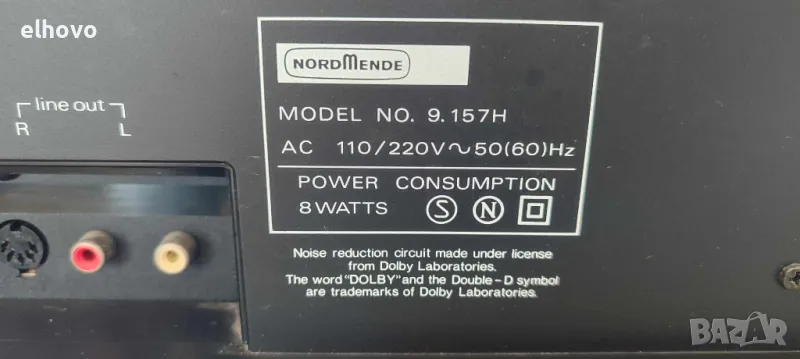 elhovo
NORDMENDE
MODEL NO. 9.157H
AC 110/220V~50(60)Hz
POWER CONSUMPTION
8 WATTS S N
line out
R L
Noise reduction circuit made under license
from Dolby Laboratories.
The word "DOLBY" and the Double-D symbol
are trademarks of Dolby Laboratories.
BAZAR
bg